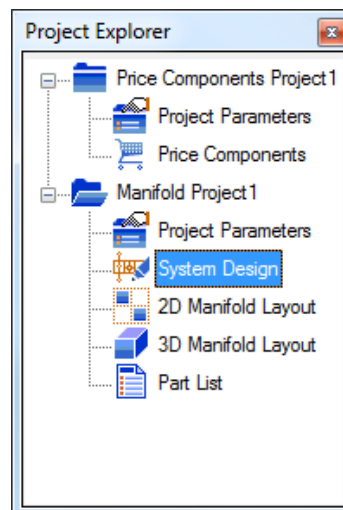 Project Explorer
Price Components Project1
Project Parameters
Price Components
Manifold Project1
Project Parameters
System Design
2D Manifold Layout
3D Manifold Layout
Part List